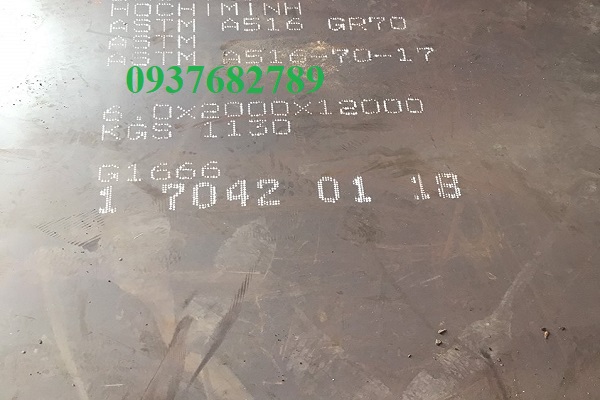 HOCHIMINH
ASTM A516 GR70
ASTM
ASTM A516-70-17
0937682789
6.0X2000X12000
KGS 1130
G1666
1 7042 01 18